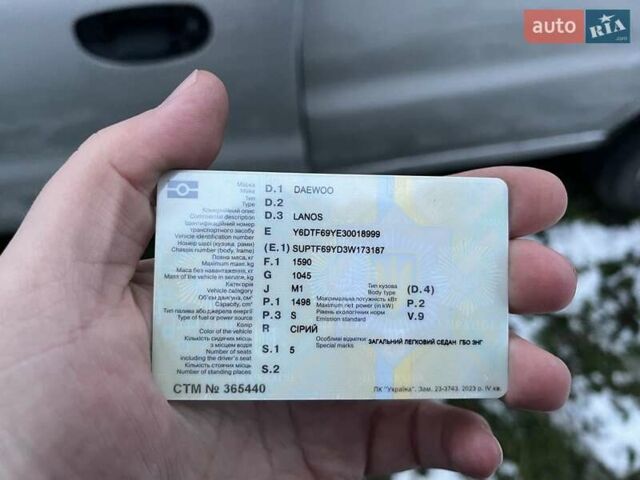 auto RIA.com
Марка
Make D.1 DAEWOO
Тип
Type D.2
Комерційний опис
Commercial description D.3 LANOS
Ідентифікаційний номер
транспортного засобу
Vehicle identification number E Y6DTF69YE30018999
Номер шасі (кузова, рами)
Chassis number (body, frame) (E.1) SUPTF69YD3W173187
Повна маса, кг
Maximum mass, kg F.1 1590
Маса без навантаження, кг
Mass of the vehicle in service, kg G 1045
Категорія
Vehicle category J M1 Тип кузова
Body type (D.4)
Об'єм двигуна, см³
Capacity, cm³ P.1 1498 Максимальна потужність кВт
Maximum net power (in kW) P.2
Тип палива або джерела енергії
Type of fuel or power source P.3 S Рівень екологічних норм
Emission standard V.9
Колір
Color of the vehicle R СІРИЙ
Кількість сидячих місць
з місцем водія
Number of seats
including the driver's seat S.1 5 Особливі відмітки
Special marks ЗАГАЛЬНИЙ ЛЕГКОВИЙ СЕДАН ГБО ЗНГ
Кількість стоячих місць
Number of standing places S.2
СТМ № 365440
ПК "Україна". Зам. 23-3743. 2023 р. IV кв.